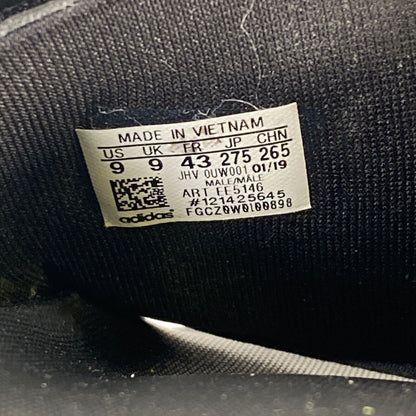 MADE IN VIETNAM
US UK FR JP CHN
9 9 43 275 265
JHV 0UW001 01/19
MALE/MÂLE
ART EE5146
#121425645
FGCZ0W0100898
adidas